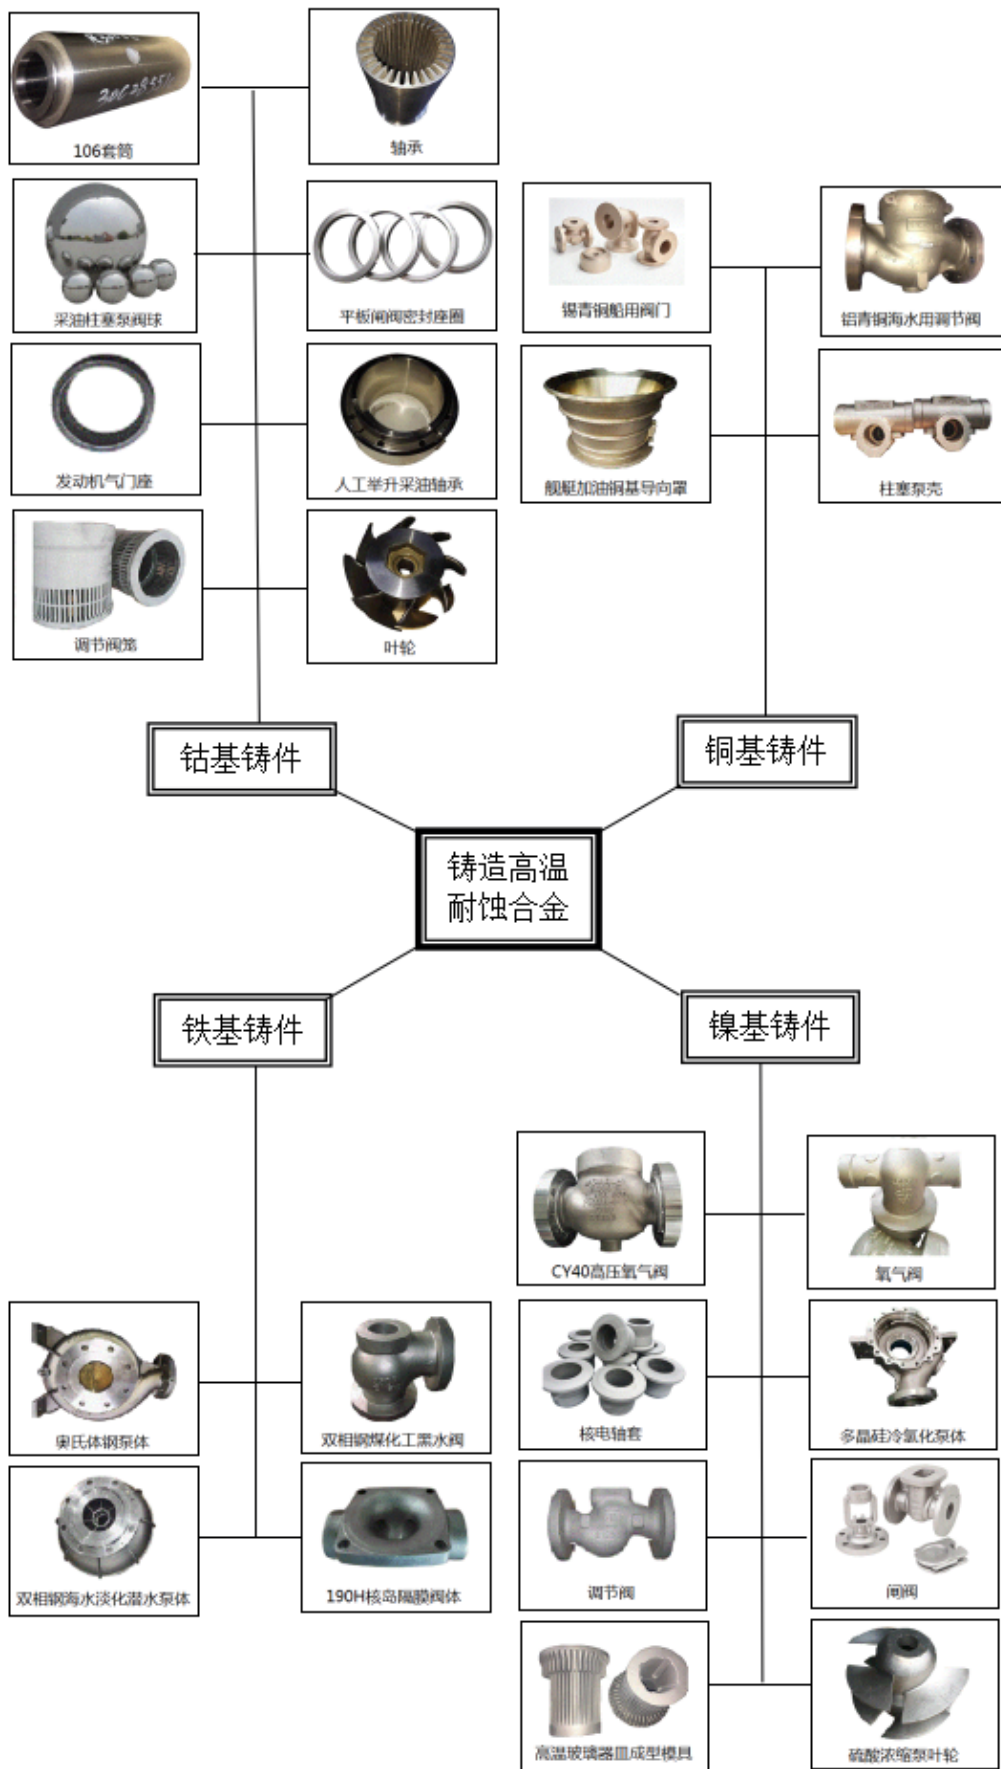 106套筒
轴承
采油柱塞泵阀球
平板闸阀密封座圈
发动机气门座
人工举升采油轴承
调节阀笼
叶轮
锡青铜船用阀门
铝青铜海水用调节阀
舰艇加油铜基导向罩
柱塞泵壳
钴基铸件
铜基铸件
铸造高温
耐蚀合金
铁基铸件
镍基铸件
奥氏体钢泵体
双相钢煤化工黑水阀
双相钢海水淡化潜水泵体
190H核岛隔膜阀体
CY40高压氧气阀
氧气阀
核电轴套
多晶硅冷氢化泵体
调节阀
闸阀
高温玻璃器皿成型模具
硫酸浓缩泵叶轮